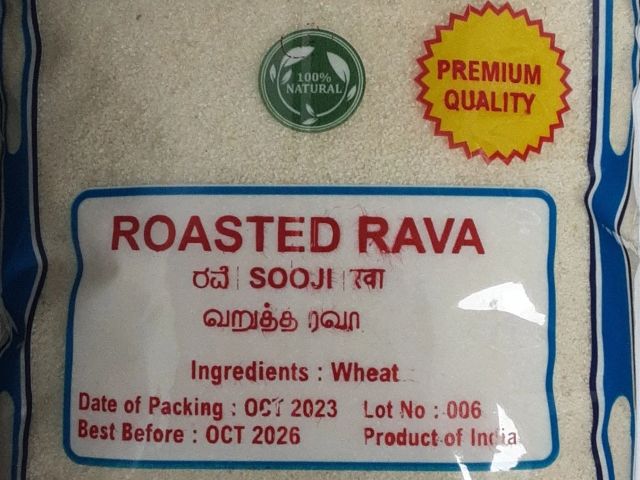 100%
NATURAL
PREMIUM
QUALITY
ROASTED RAVA
ರವೆ | SOOJI | रवा
வறுத்த ரவா
Ingredients : Wheat
Date of Packing : OCT 2023 Lot No : 006
Best Before : OCT 2026 Product of India